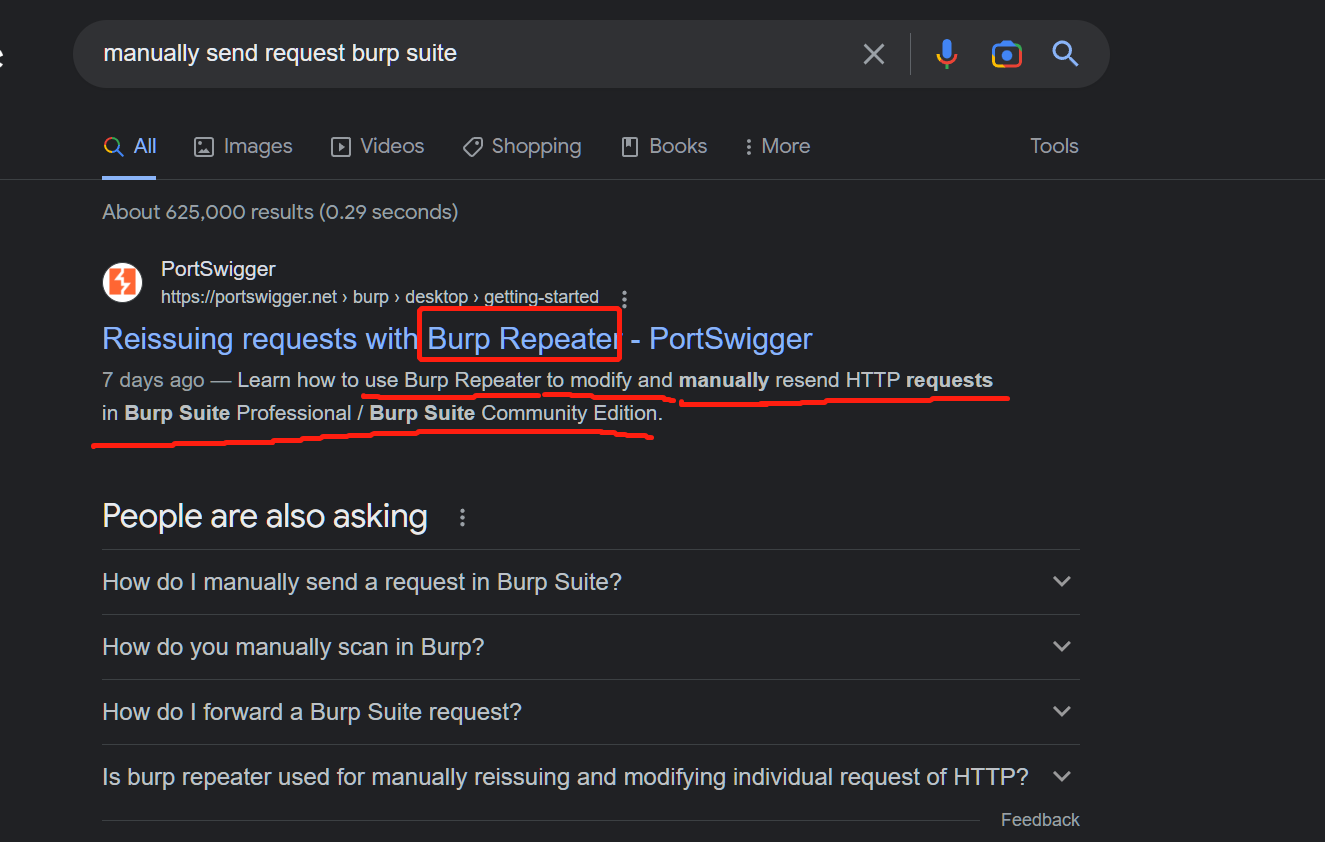 manually send request burp suite
All Images Videos Shopping Books More Tools
About 625,000 results (0.29 seconds)
PortSwigger
https://portswigger.net › burp › desktop › getting-started
Reissuing requests with Burp Repeater - PortSwigger
7 days ago — Learn how to use Burp Repeater to modify and manually resend HTTP requests
in Burp Suite Professional / Burp Suite Community Edition.
People are also asking
How do I manually send a request in Burp Suite?
How do you manually scan in Burp?
How do I forward a Burp Suite request?
Is burp repeater used for manually reissuing and modifying individual request of HTTP?
Feedback